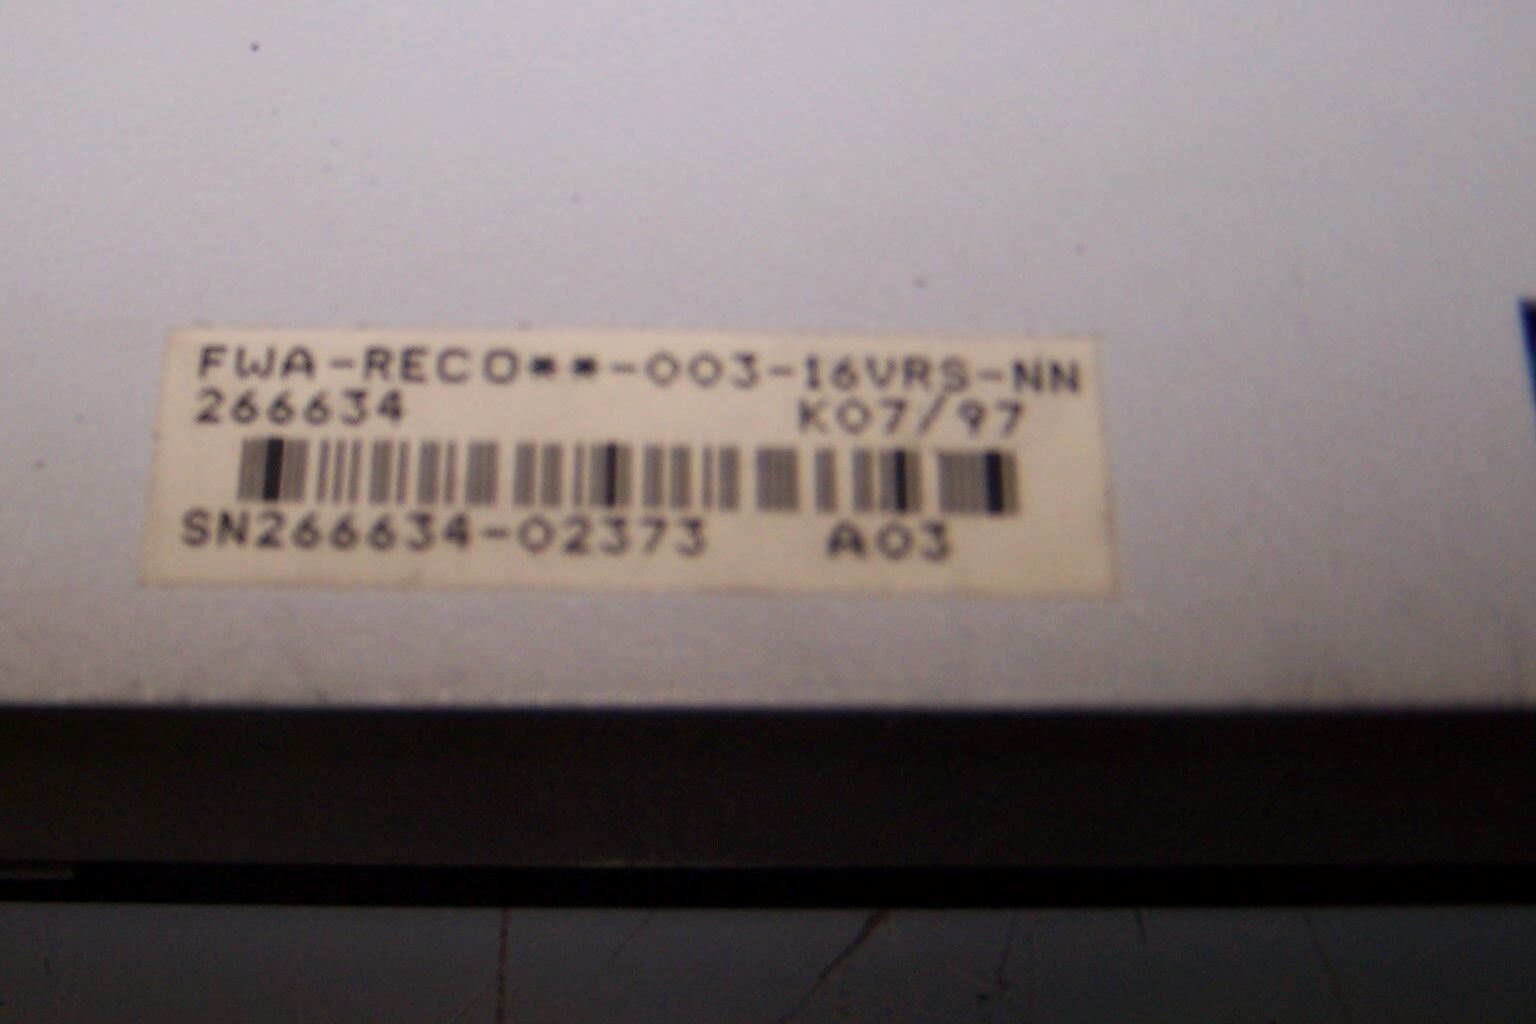 FWA-RECO**-003-16VRS-NN
266634 K07/97
SN266634-02373 A03